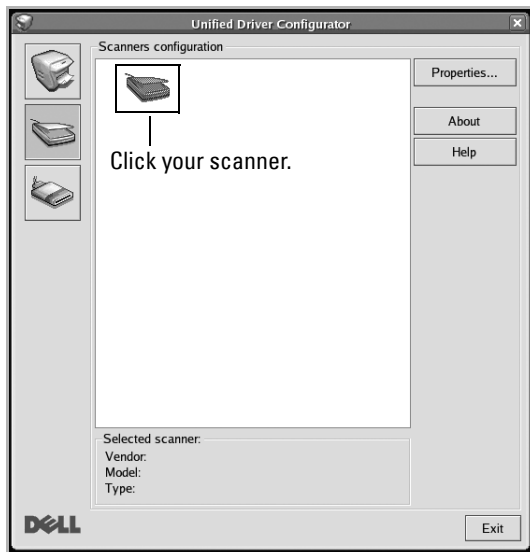 Unified Driver Configurator
Scanners configuration
Properties...
About
Help
Click your scanner.
Selected scanner:
Vendor:
Model:
Type:
DELL
Exit